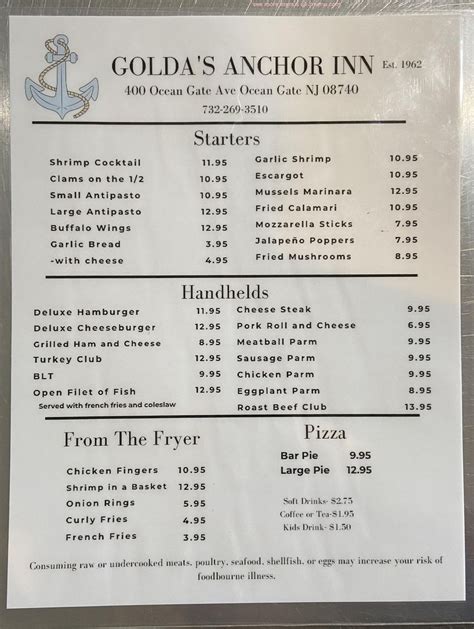 GOLDA'S ANCHOR INN Est. 1962
400 Ocean Gate Ave Ocean Gate NJ 08740
732-269-3510
Starters
Shrimp Cocktail 11.95
Clams on the 1/2 10.95
Small Antipasto 10.95
Large Antipasto 12.95
Buffalo Wings 12.95
Garlic Bread 3.95
-with cheese 4.95
Garlic Shrimp 10.95
Escargot 10.95
Mussels Marinara 12.95
Fried Calamari 10.95
Mozzarella Sticks 7.95
Jalapeño Poppers 7.95
Fried Mushrooms 8.95
Handhelds
Deluxe Hamburger 11.95
Deluxe Cheeseburger 12.95
Grilled Ham and Cheese 8.95
Turkey Club 12.95
BLT 9.95
Open Filet of Fish 12.95
Served with french fries and coleslaw
Cheese Steak 9.95
Pork Roll and Cheese 6.95
Meatball Parm 9.95
Sausage Parm 9.95
Chicken Parm 9.95
Eggplant Parm 8.95
Roast Beef Club 13.95
From The Fryer
Chicken Fingers 10.95
Shrimp in a Basket 12.95
Onion Rings 5.95
Curly Fries 4.95
French Fries 3.95
Pizza
Bar Pie 9.95
Large Pie 12.95
Soft Drinks- $2.75
Coffee or Tea-$1.95
Kids Drink- $1.50
Consuming raw or undercooked meats, poultry, seafood, shellfish, or eggs may increase your risk of
foodbourne illness.